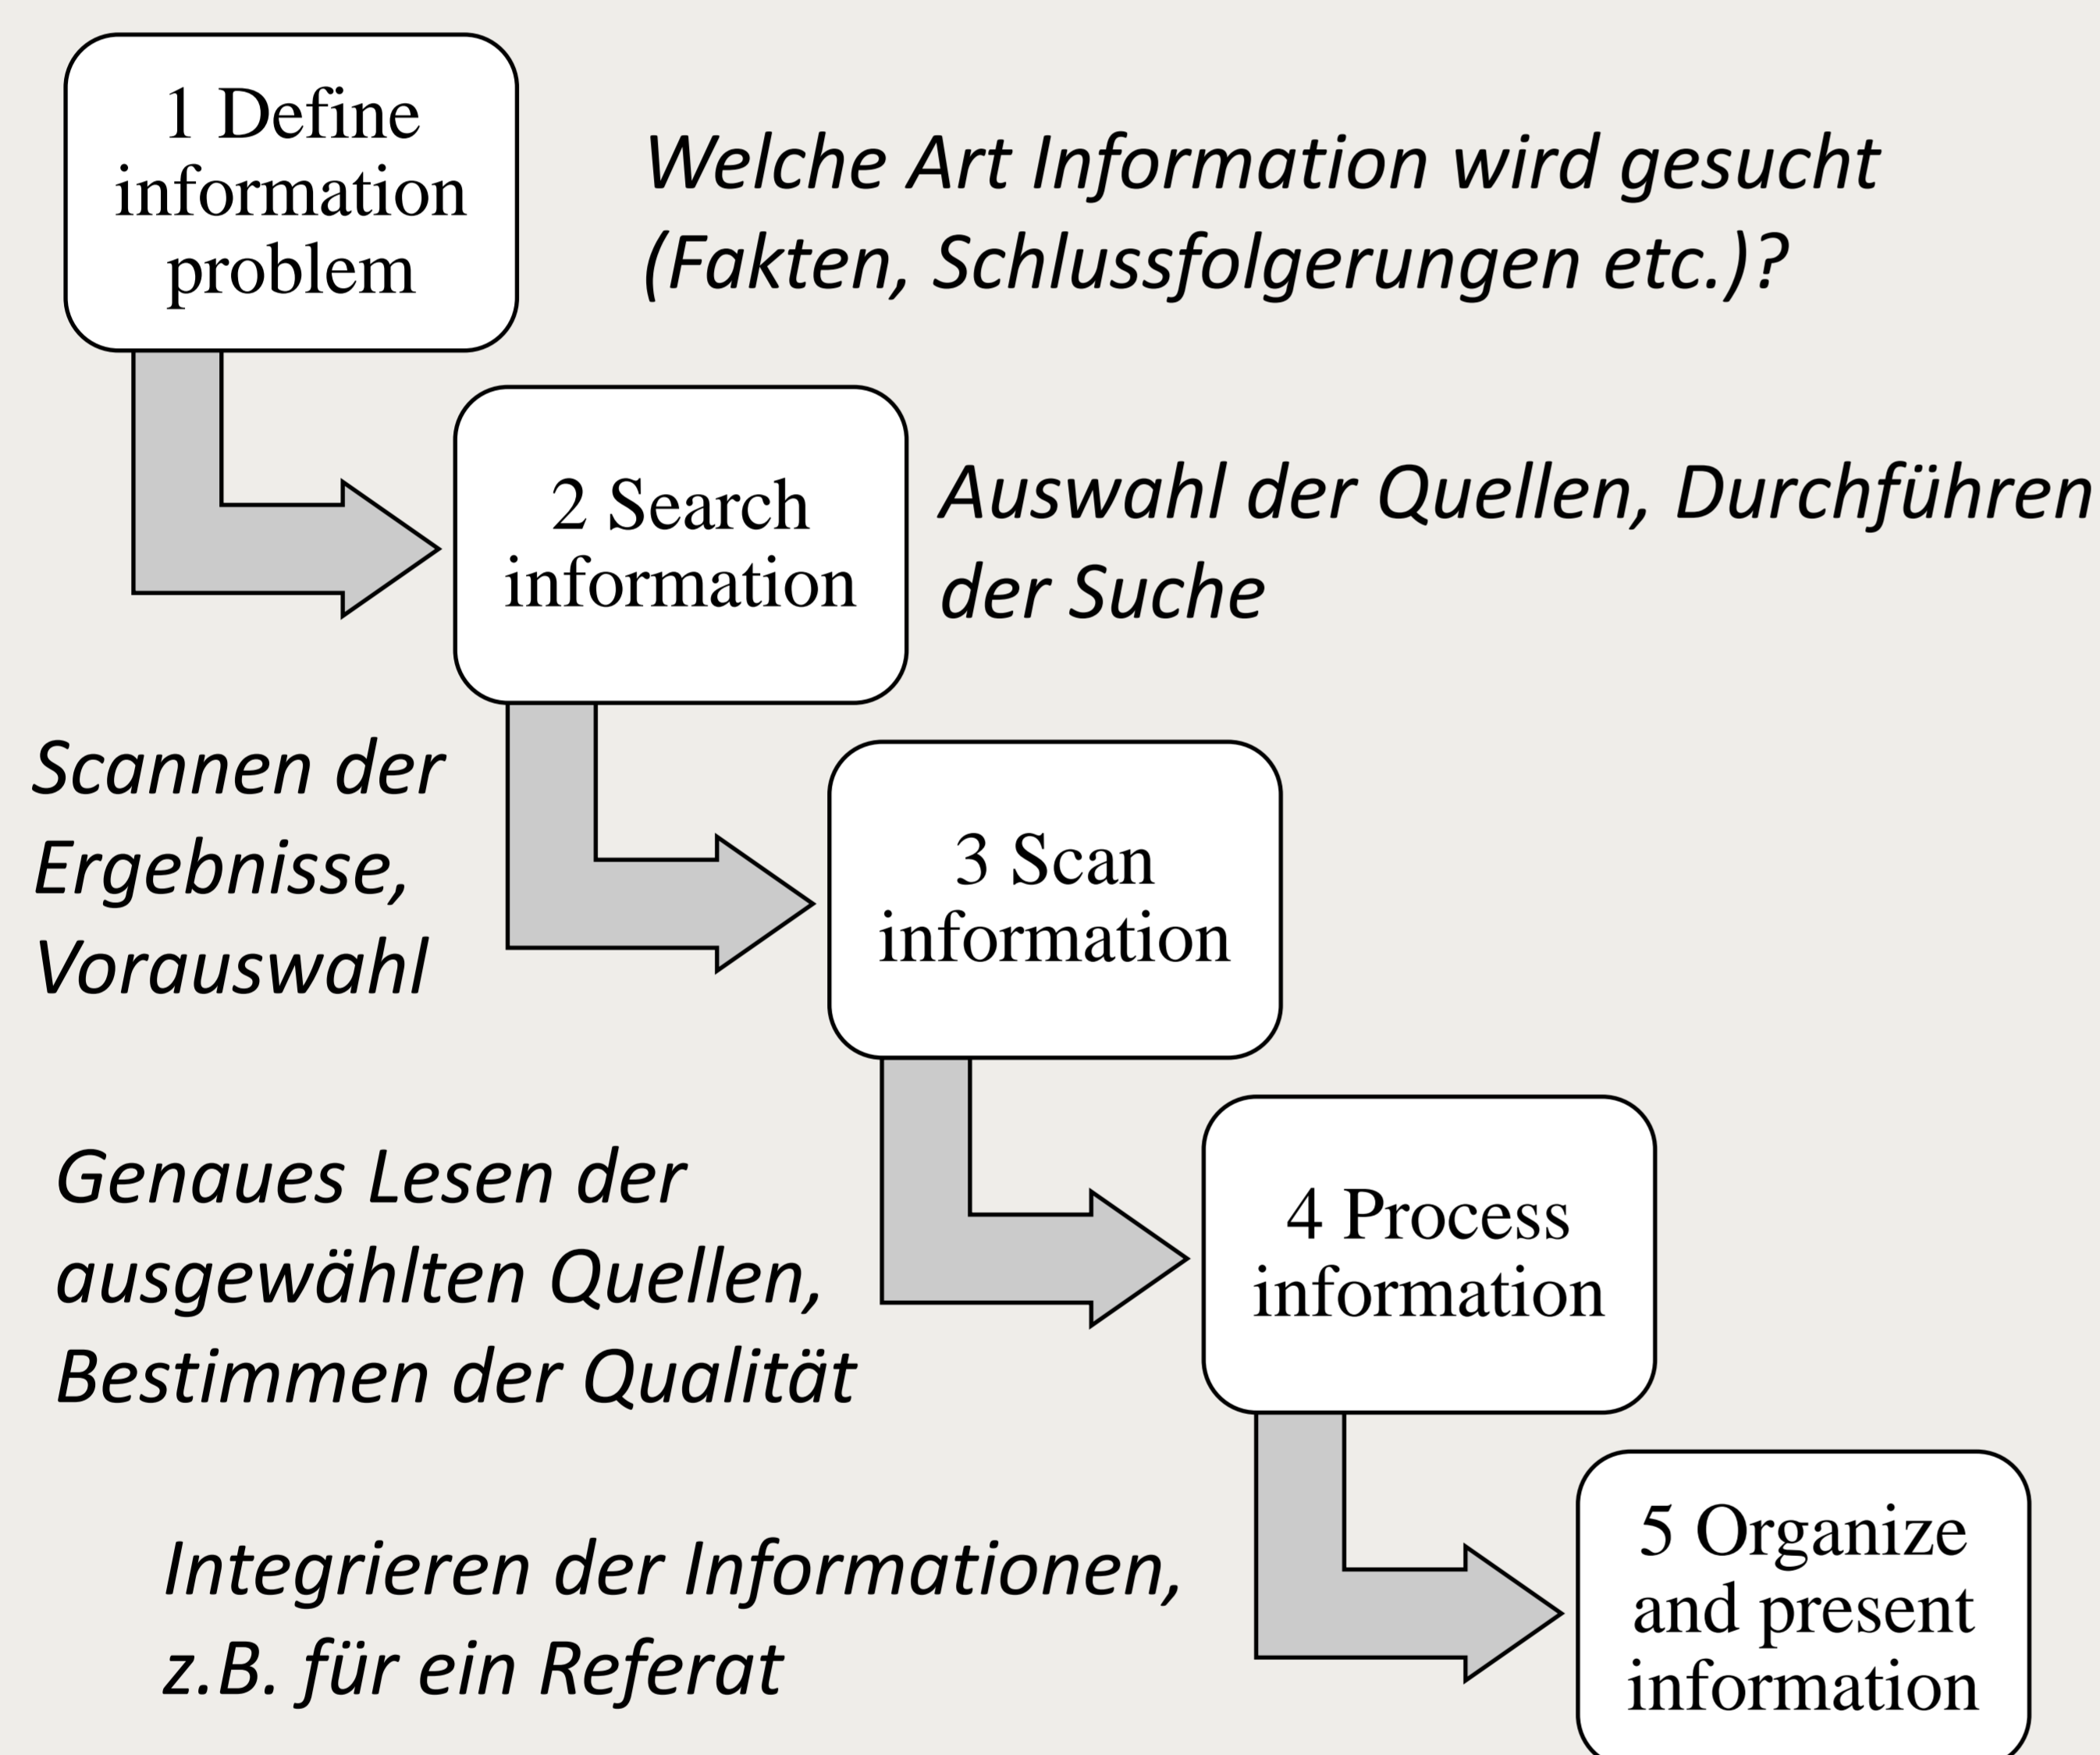 1 Define
information
problem
Welche Art Information wird gesucht
(Fakten, Schlussfolgerungen etc.)?
2 Search
information
Auswahl der Quellen, Durchführen
der Suche
Scannen der
Ergebnisse,
Vorauswahl
3 Scan
information
Genaues Lesen der
ausgewählten Quellen,
Bestimmen der Qualität
4 Process
information
Integrieren der Informationen,
z.B. für ein Referat
5 Organize
and present
information